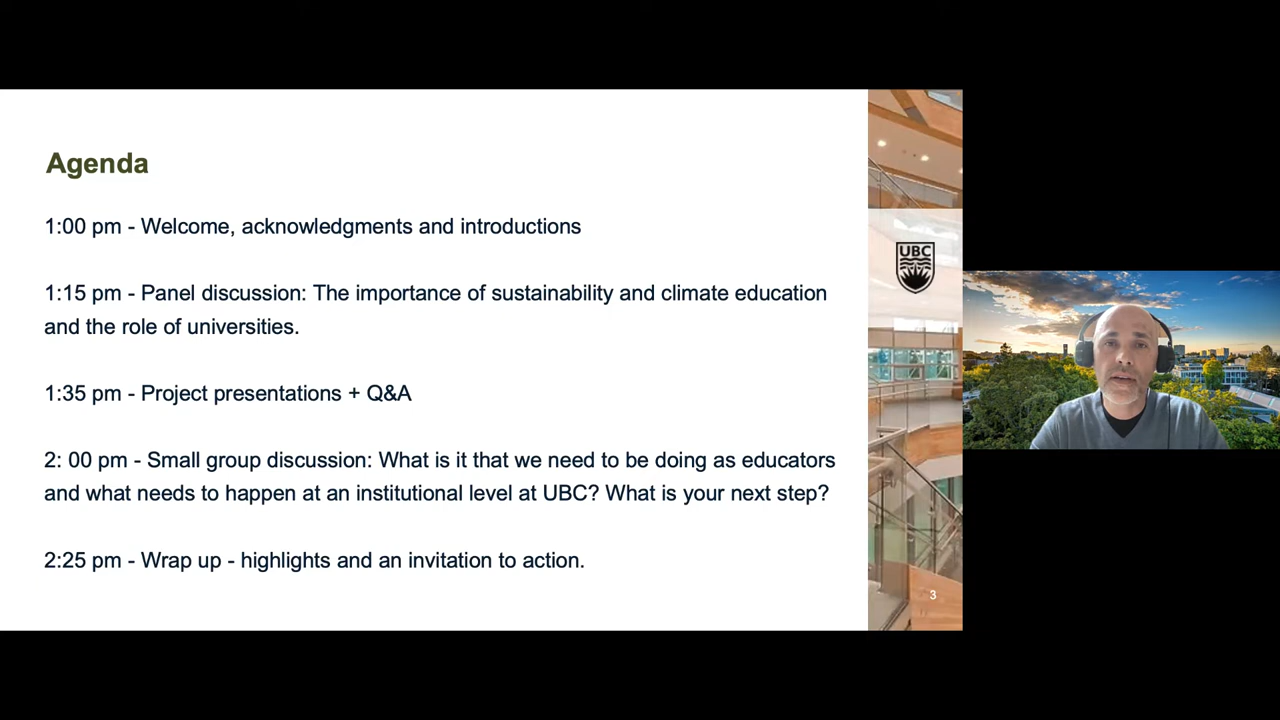 Agenda
1:00 pm - Welcome, acknowledgments and introductions
1:15 pm - Panel discussion: The importance of sustainability and climate education
and the role of universities.
1:35 pm - Project presentations + Q&A
2: 00 pm - Small group discussion: What is it that we need to be doing as educators
and what needs to happen at an institutional level at UBC? What is your next step?
2:25 pm - Wrap up - highlights and an invitation to action.
UBC
3